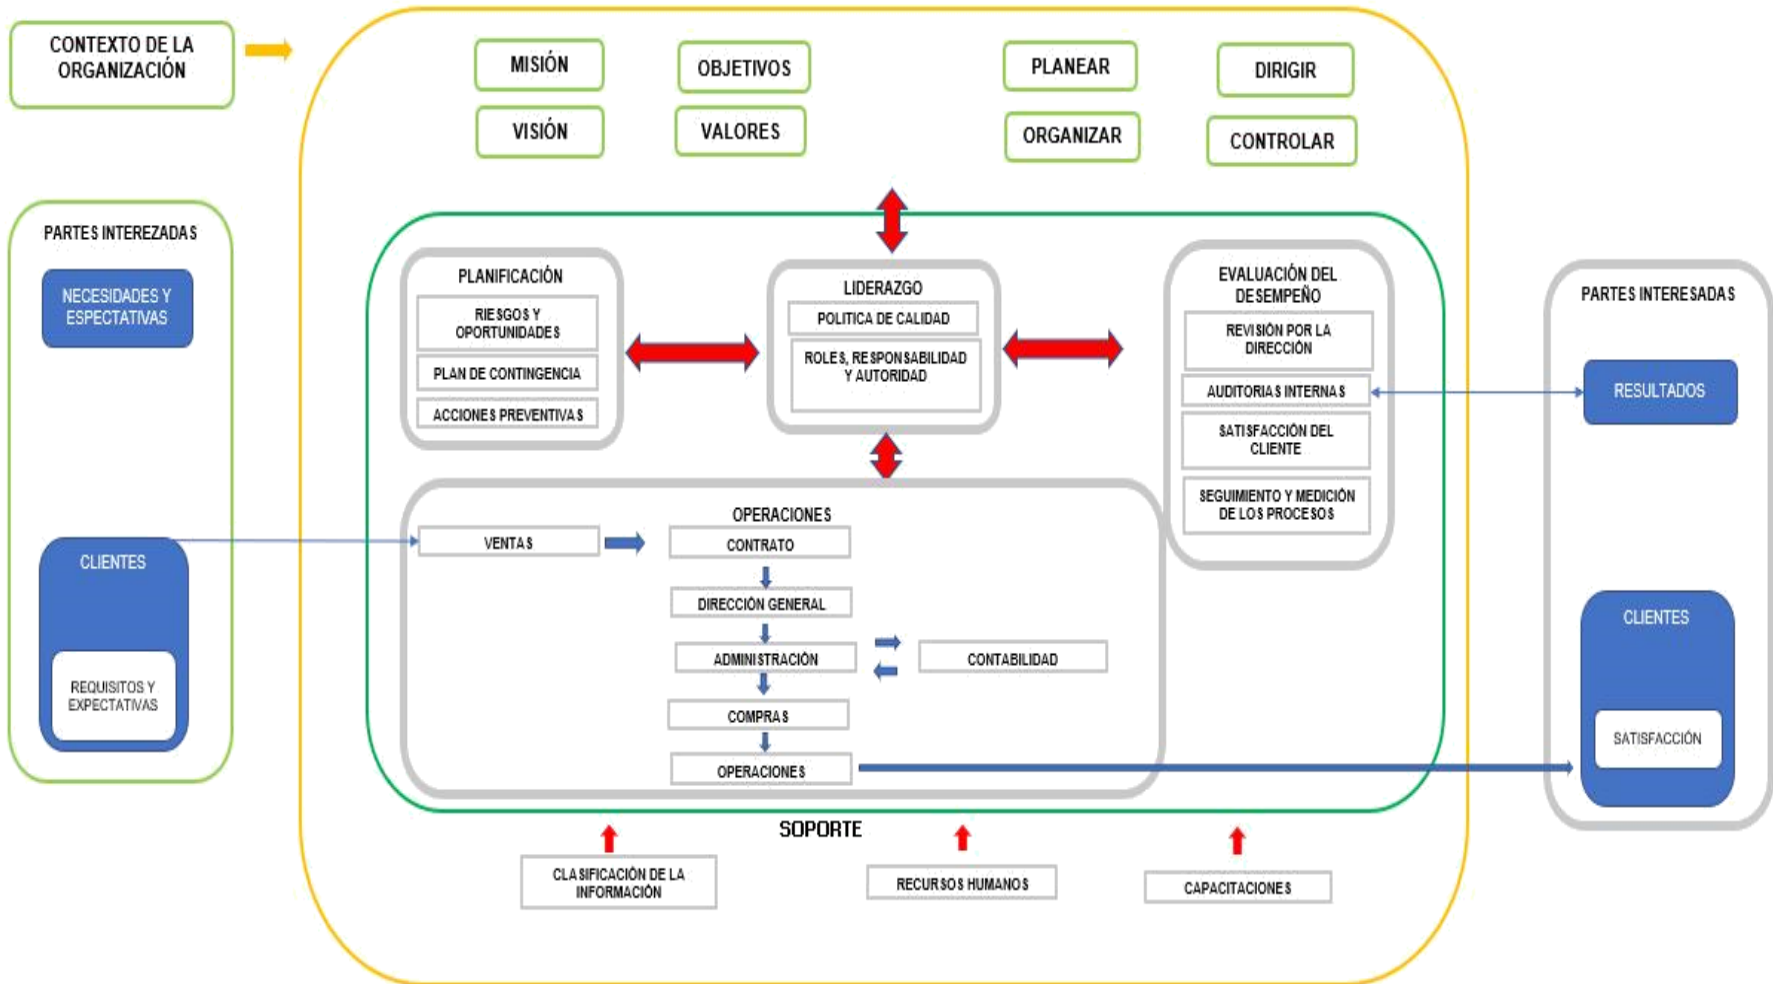 CONTEXTO DE LA
ORGANIZACIÓN
MISIÓN
OBJETIVOS
PLANEAR
DIRIGIR
VISIÓN
VALORES
ORGANIZAR
CONTROLAR
PARTES INTEREZADAS
NECESIDADES Y
ESPECTATIVAS
CLIENTES
REQUISITOS Y
EXPECTATIVAS
PLANIFICACIÓN
RIESGOS Y
OPORTUNIDADES
PLAN DE CONTINGENCIA
ACCIONES PREVENTIVAS
LIDERAZGO
POLITICA DE CALIDAD
ROLES, RESPONSABILIDAD
Y AUTORIDAD
EVALUACIÓN DEL
DESEMPEÑO
REVISIÓN POR LA
DIRECCIÓN
AUDITORIAS INTERNAS
SATISFACCIÓN DEL
CLIENTE
SEGUIMIENTO Y MEDICIÓN
DE LOS PROCESOS
OPERACIONES
VENTAS
CONTRATO
DIRECCIÓN GENERAL
ADMINISTRACIÓN
CONTABILIDAD
COMPRAS
OPERACIONES
PARTES INTERESADAS
RESULTADOS
CLIENTES
SATISFACCIÓN
SOPORTE
CLASIFICACIÓN DE LA
INFORMACIÓN
RECURSOS HUMANOS
CAPACITACIONES